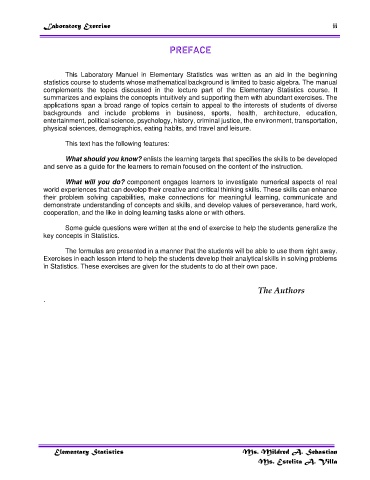 Laboratory Exercise ii
PREFACE
This Laboratory Manuel in Elementary Statistics was written as an aid in the beginning
statistics course to students whose mathematical background is limited to basic algebra. The manual
complements the topics discussed in the lecture part of the Elementary Statistics course. It
summarizes and explains the concepts intuitively and supporting them with abundant exercises. The
applications span a broad range of topics certain to appeal to the interests of students of diverse
backgrounds and include problems in business, sports, health, architecture, education,
entertainment, political science, psychology, history, criminal justice, the environment, transportation,
physical sciences, demographics, eating habits, and travel and leisure.
This text has the following features:
What should you know? enlists the learning targets that specifies the skills to be developed
and serve as a guide for the learners to remain focused on the content of the instruction.
What will you do? component engages learners to investigate numerical aspects of real
world experiences that can develop their creative and critical thinking skills. These skills can enhance
their problem solving capabilities, make connections for meaningful learning, communicate and
demonstrate understanding of concepts and skills, and develop values of perseverance, hard work,
cooperation, and the like in doing learning tasks alone or with others.
Some guide questions were written at the end of exercise to help the students generalize the
key concepts in Statistics.
The formulas are presented in a manner that the students will be able to use them right away.
Exercises in each lesson intend to help the students develop their analytical skills in solving problems
in Statistics. These exercises are given for the students to do at their own pace.
The Authors
.
Elementary Statistics Ms. Mildred A. Sebastian
Ms. Estelita A. Villa